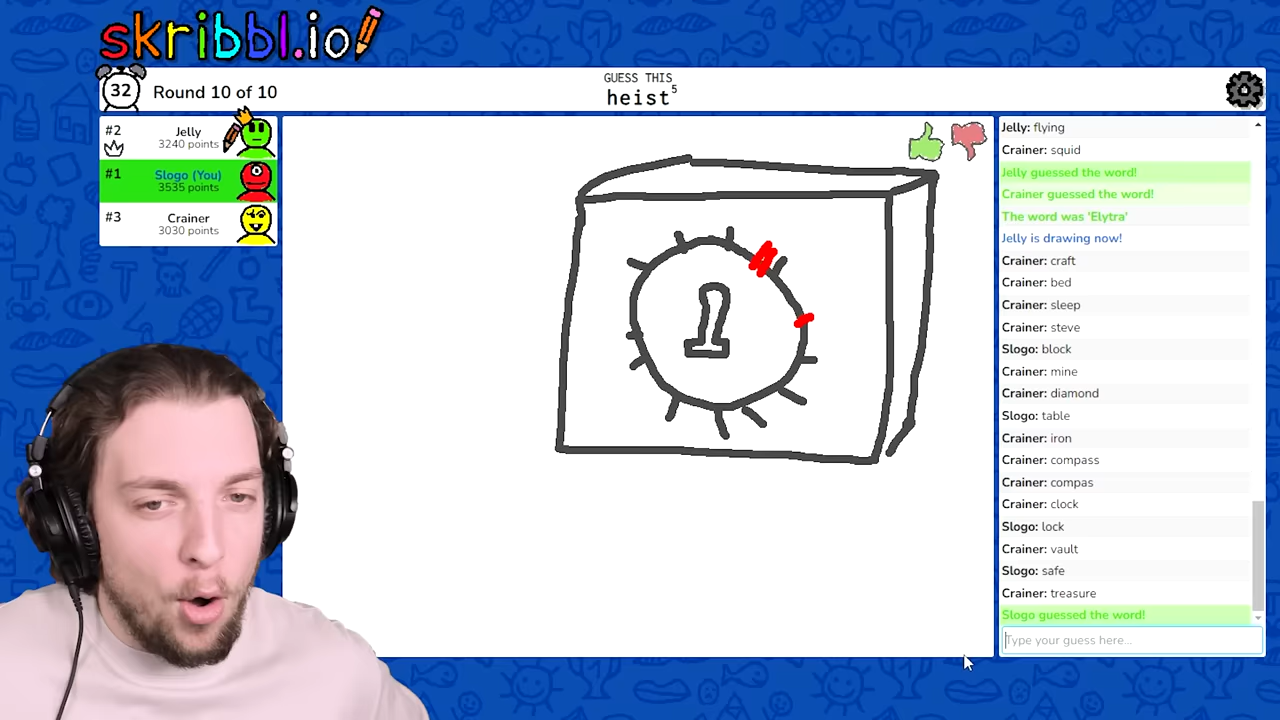 skribbl.io
32
Round 10 of 10
GUESS THIS
heist5
#2
Jelly
3240 points
#1
Slogo (You)
3535 points
#3
Crainer
3030 points
Jelly: flying
Crainer: squid
Jelly guessed the word!
Crainer guessed the word!
The word was 'Elytra'
Jelly is drawing now!
Crainer: craft
Crainer: bed
Crainer: sleep
Crainer: steve
Slogo: block
Crainer: mine
Crainer: diamond
Slogo: table
Crainer: iron
Crainer: compass
Crainer: compas
Crainer: clock
Slogo: lock
Crainer: vault
Slogo: safe
Crainer: treasure
Slogo guessed the word!
Type your guess here...